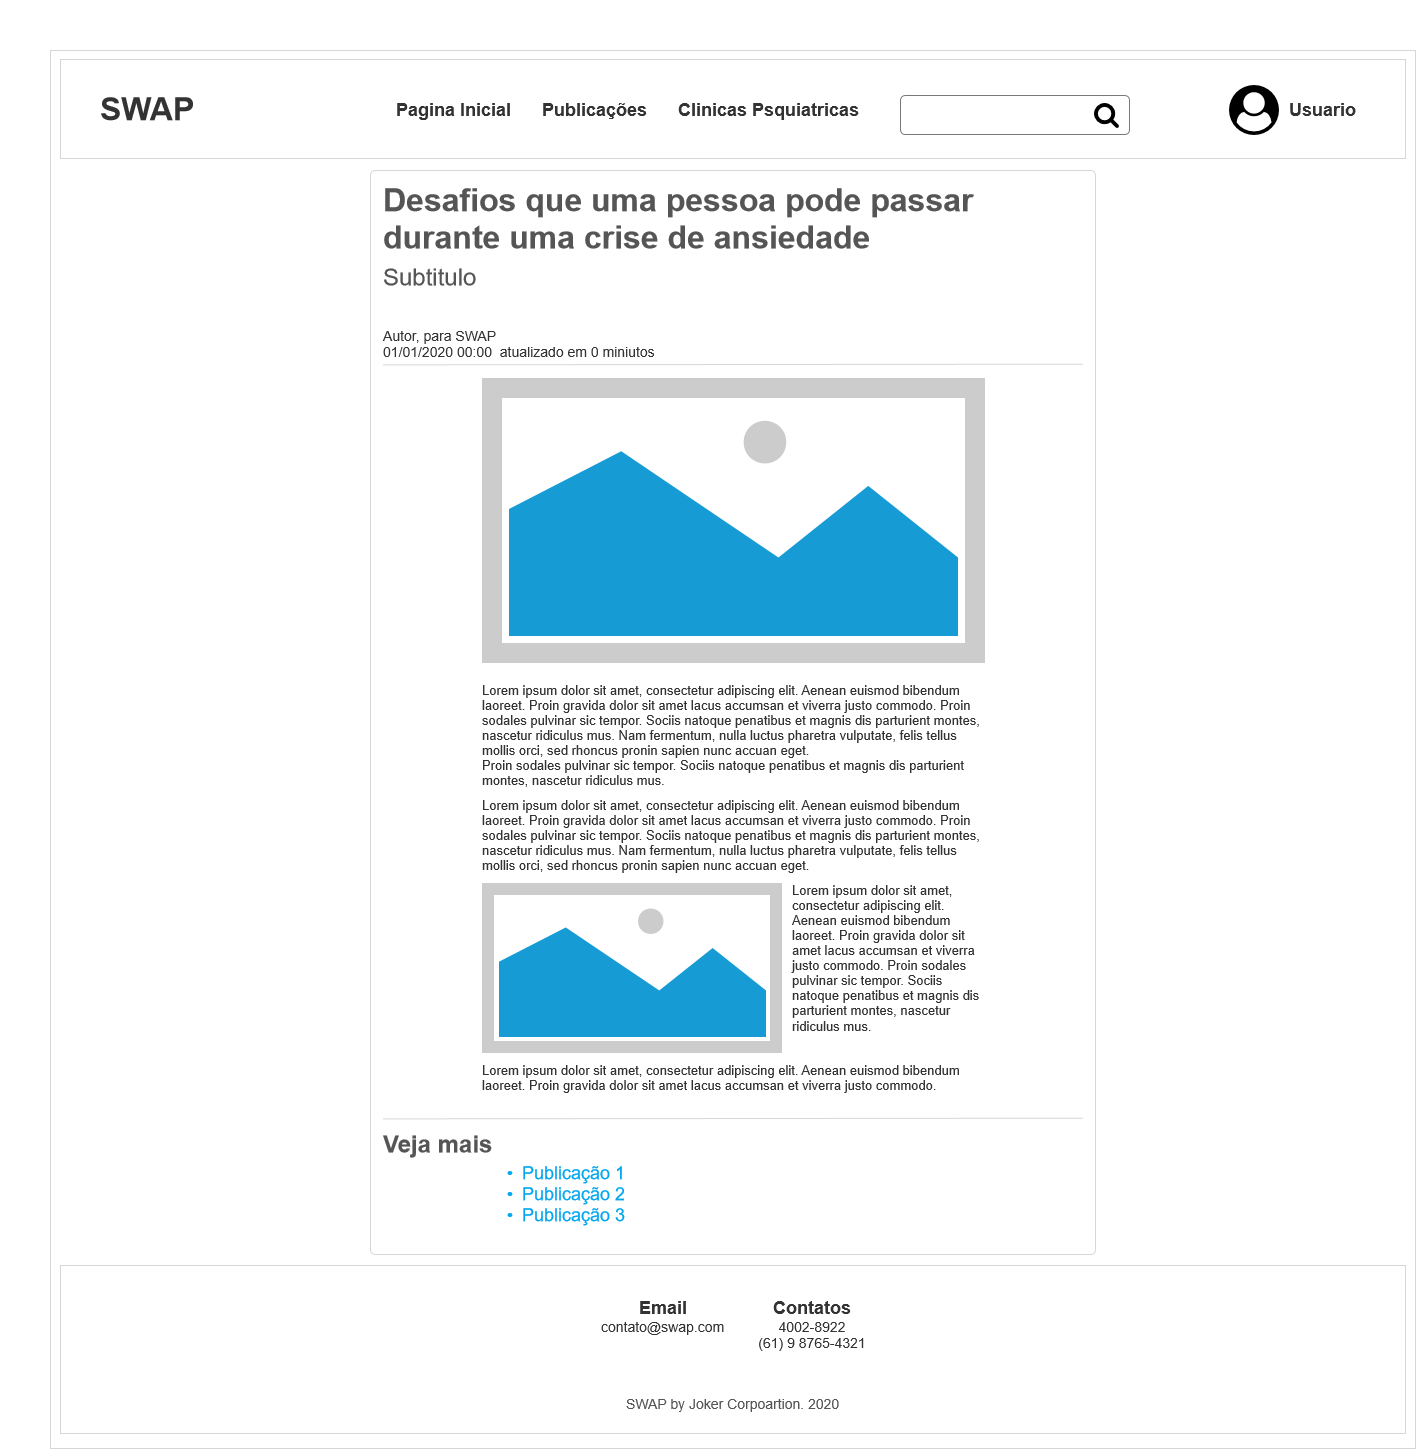 SWAP
Pagina Inicial
Publicações
Clinicas Psquiatricas
Usuario
Desafios que uma pessoa pode passar
durante uma crise de ansiedade
Subtitulo
Autor, para SWAP
01/01/2020 00:00  atualizado em 0 miniutos
Lorem ipsum dolor sit amet, consectetur adipiscing elit. Aenean euismod bibendum
laoreet. Proin gravida dolor sit amet lacus accumsan et viverra justo commodo. Proin
sodales pulvinar sic tempor. Sociis natoque penatibus et magnis dis parturient montes,
nascetur ridiculus mus. Nam fermentum, nulla luctus pharetra vulputate, felis tellus
mollis orci, sed rhoncus pronin sapien nunc accuan eget.
Proin sodales pulvinar sic tempor. Sociis natoque penatibus et magnis dis parturient
montes, nascetur ridiculus mus.
Lorem ipsum dolor sit amet, consectetur adipiscing elit. Aenean euismod bibendum
laoreet. Proin gravida dolor sit amet lacus accumsan et viverra justo commodo. Proin
sodales pulvinar sic tempor. Sociis natoque penatibus et magnis dis parturient montes,
nascetur ridiculus mus. Nam fermentum, nulla luctus pharetra vulputate, felis tellus
mollis orci, sed rhoncus pronin sapien nunc accuan eget.
Lorem ipsum dolor sit amet,
consectetur adipiscing elit.
Aenean euismod bibendum
laoreet. Proin gravida dolor sit
amet lacus accumsan et viverra
justo commodo. Proin sodales
pulvinar sic tempor. Sociis
natoque penatibus et magnis dis
parturient montes, nascetur
ridiculus mus.
Lorem ipsum dolor sit amet, consectetur adipiscing elit. Aenean euismod bibendum
laoreet. Proin gravida dolor sit amet lacus accumsan et viverra justo commodo.
Veja mais
• Publicação 1
• Publicação 2
• Publicação 3
Email
contato@swap.com
Contatos
4002-8922
(61) 9 8765-4321
SWAP by Joker Corpoartion. 2020